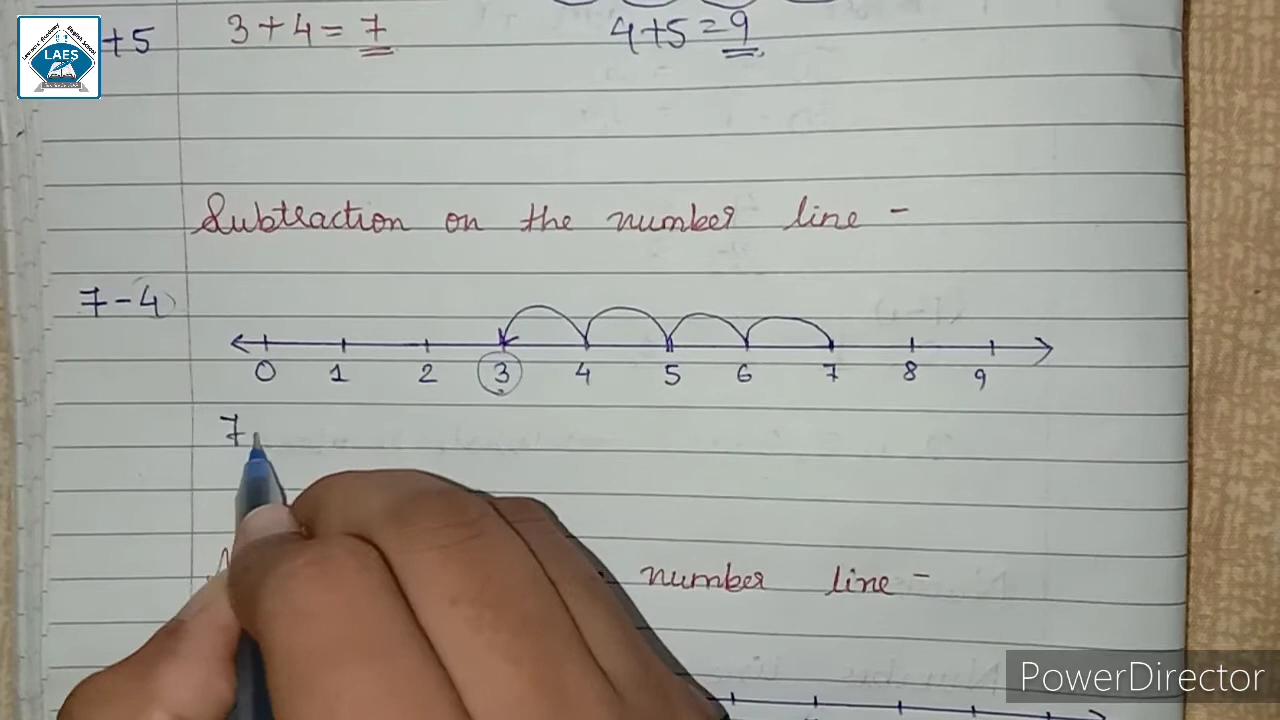 LAES
+5 3+4=7 4+5=9
Subtraction on the number line -
7-4
0 1 2 3 4 5 6 7 8 9
7
number line -
PowerDirector